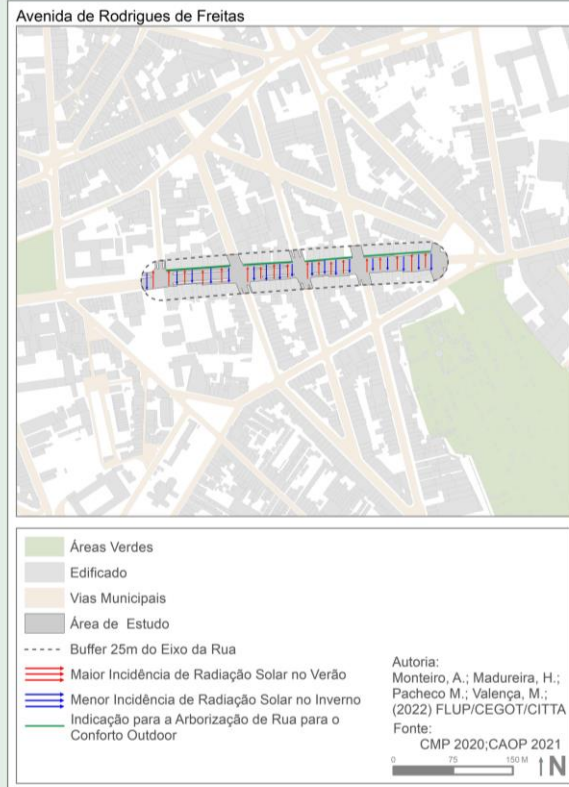 Avenida de Rodrigues de Freitas
Áreas Verdes
Edificado
Vias Municipais
Área de Estudo
Buffer 25m do Eixo da Rua
Maior Incidência de Radiação Solar no Verão
Menor Incidência de Radiação Solar no Inverno
Indicação para a Arborização de Rua para o
Conforto Outdoor
Autoria:
Monteiro, A.; Madureira, H.;
Pacheco M.; Valença, M.;
(2022) FLUP/CEGOT/CITTA
Fonte:
CMP 2020;CAOP 2021
0 75 150 M N